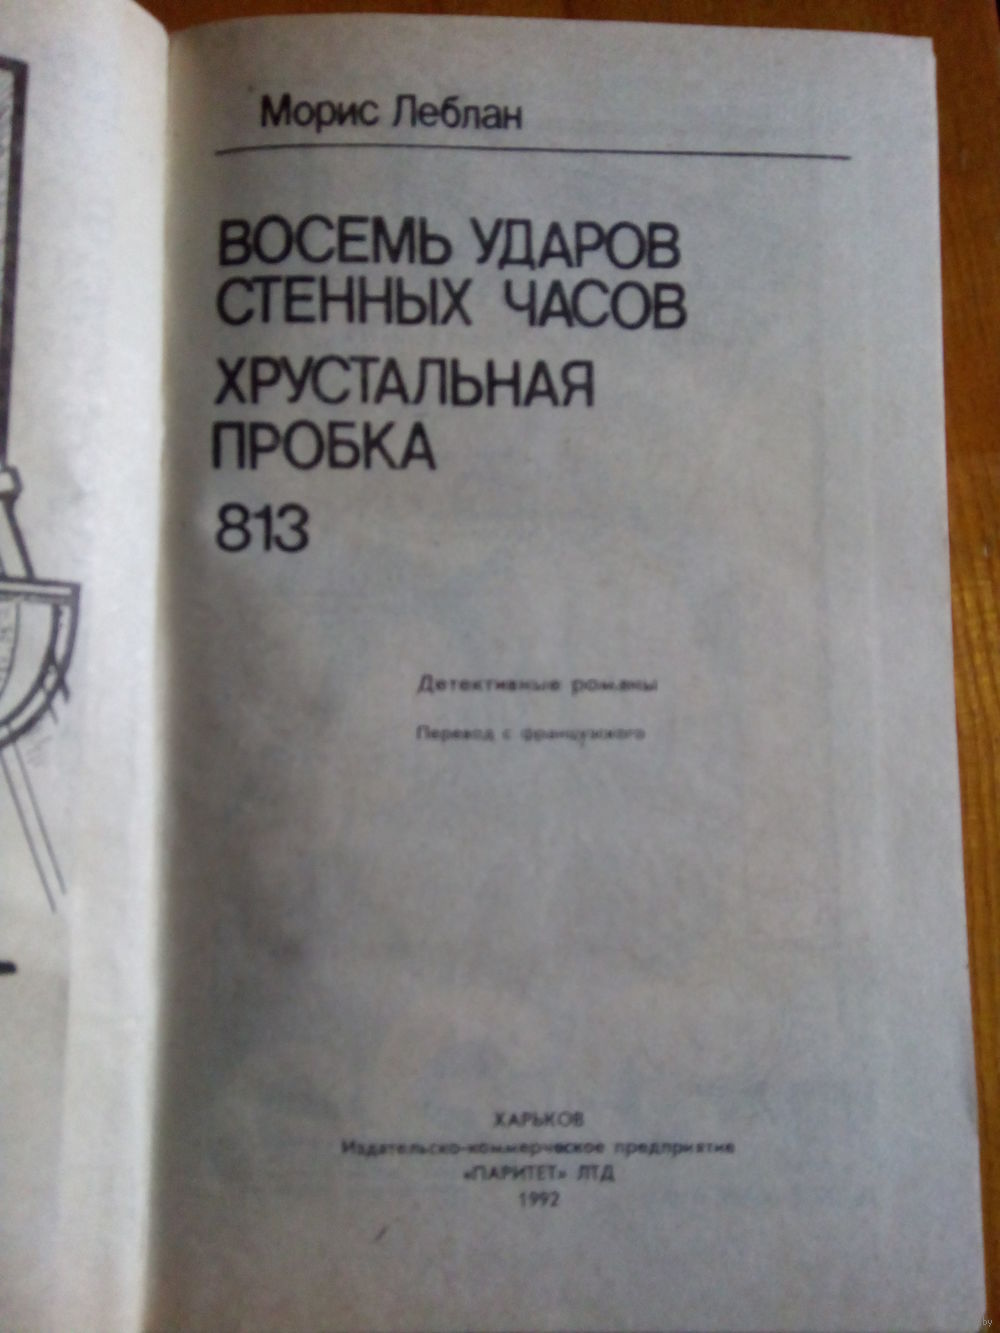 Морис Леблан
ВОСЕМЬ УДАРОВ
СТЕННЫХ ЧАСОВ
ХРУСТАЛЬНАЯ
ПРОБКА
813
Детективные романы
Перевод с французского
ХАРЬКОВ
Издательско-коммерческое предприятие
«ПАРИТЕТ» ЛТД
1992
by